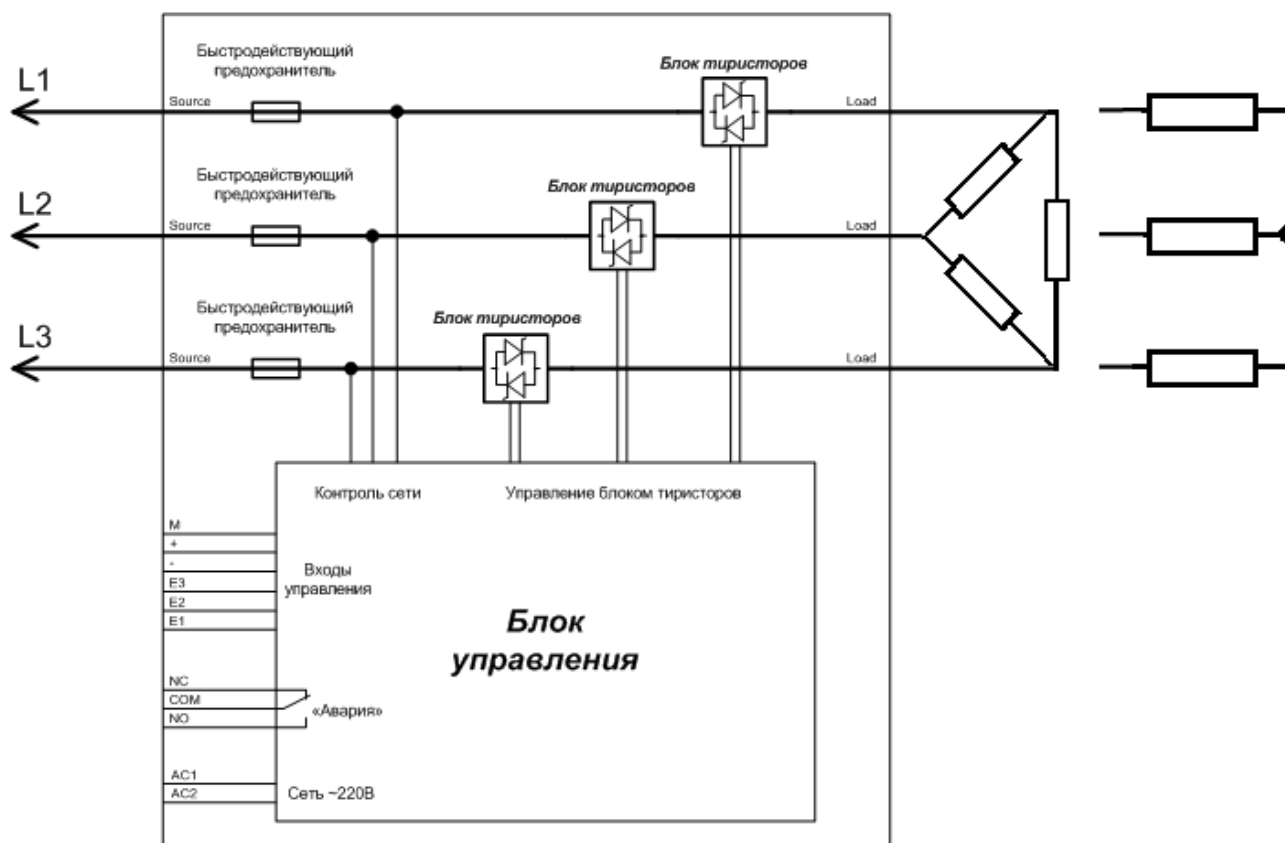 Быстродействующий
предохранитель
Блок тиристоров
L1
Source
Load
Быстродействующий
предохранитель
Блок тиристоров
L2
Source
Load
Быстродействующий
предохранитель
Блок тиристоров
L3
Source
Load
Контроль сети
Управление блоком тиристоров
M
+
-
E3
E2
E1
Входы
управления
Блок
управления
NC
COM
NO
«Авария»
AC1
AC2
Сеть ~220В